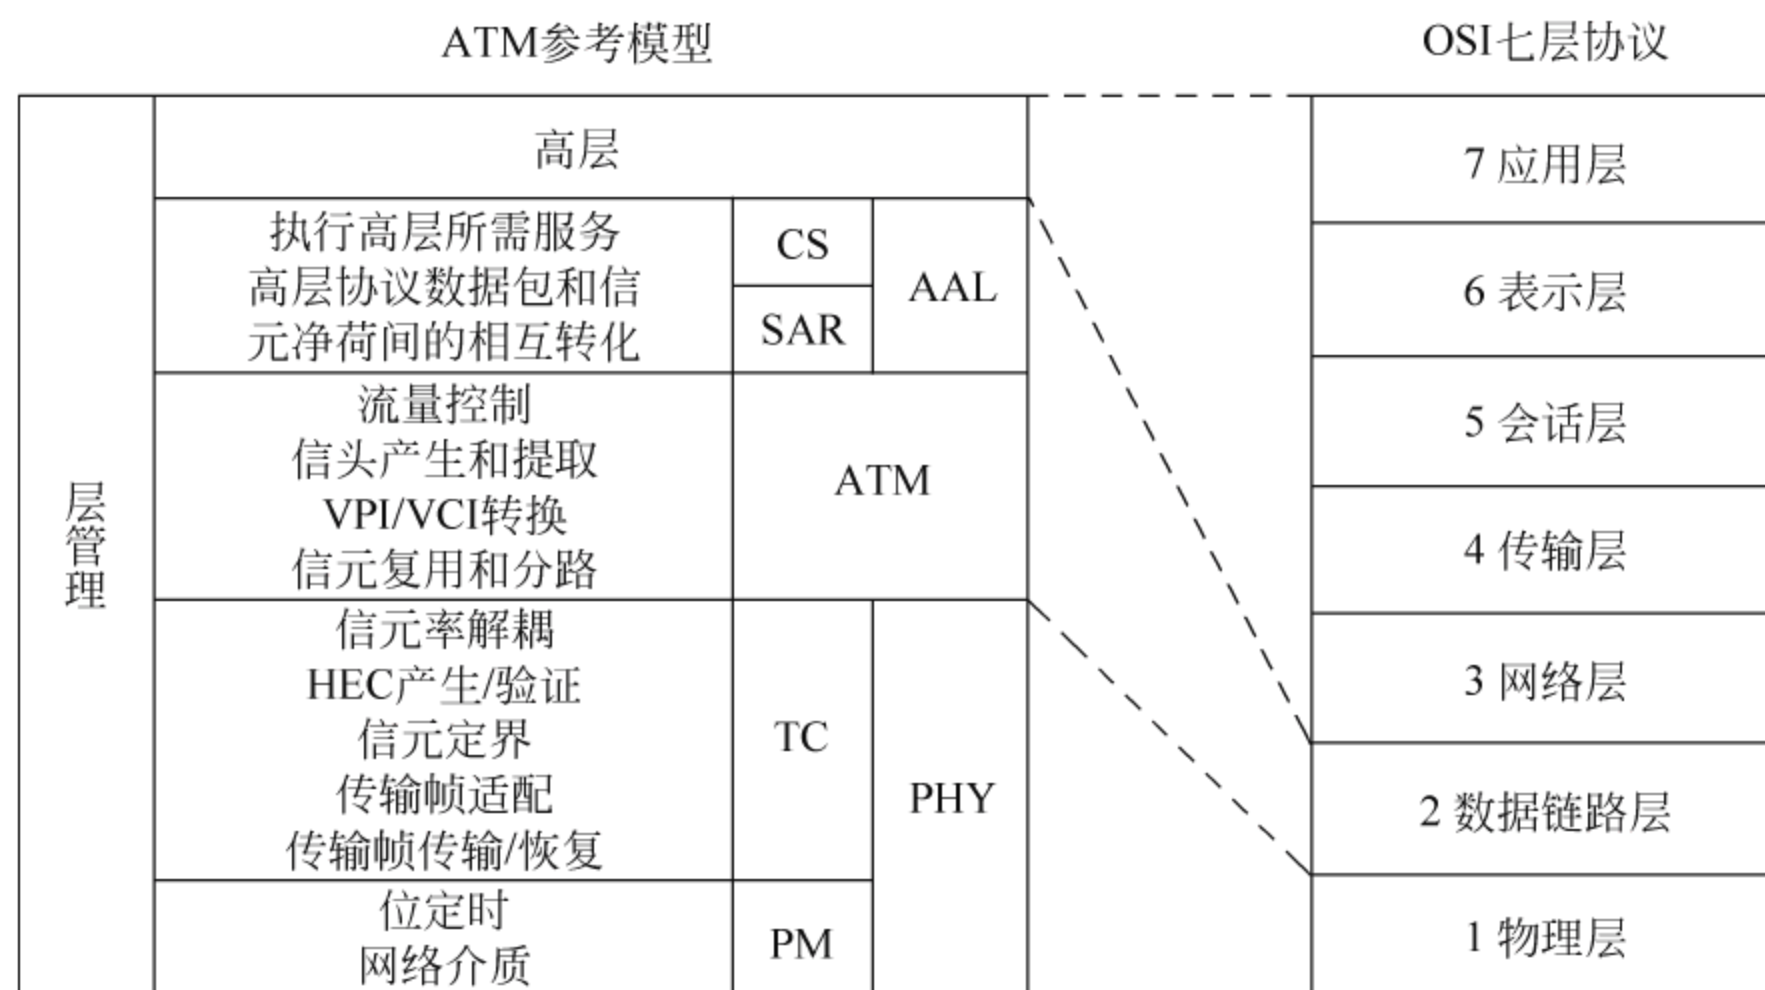 ATM参考模型
OSI七层协议
层管理
高层
执行高层所需服务
高层协议数据包和信
元净荷间的相互转化
CS
SAR
AAL
流量控制
信头产生和提取
VPI/VCI转换
信元复用和分路
ATM
信元率解耦
HEC产生/验证
信元定界
传输帧适配
传输帧传输/恢复
TC
PHY
位定时
网络介质
PM
7 应用层
6 表示层
5 会话层
4 传输层
3 网络层
2 数据链路层
1 物理层